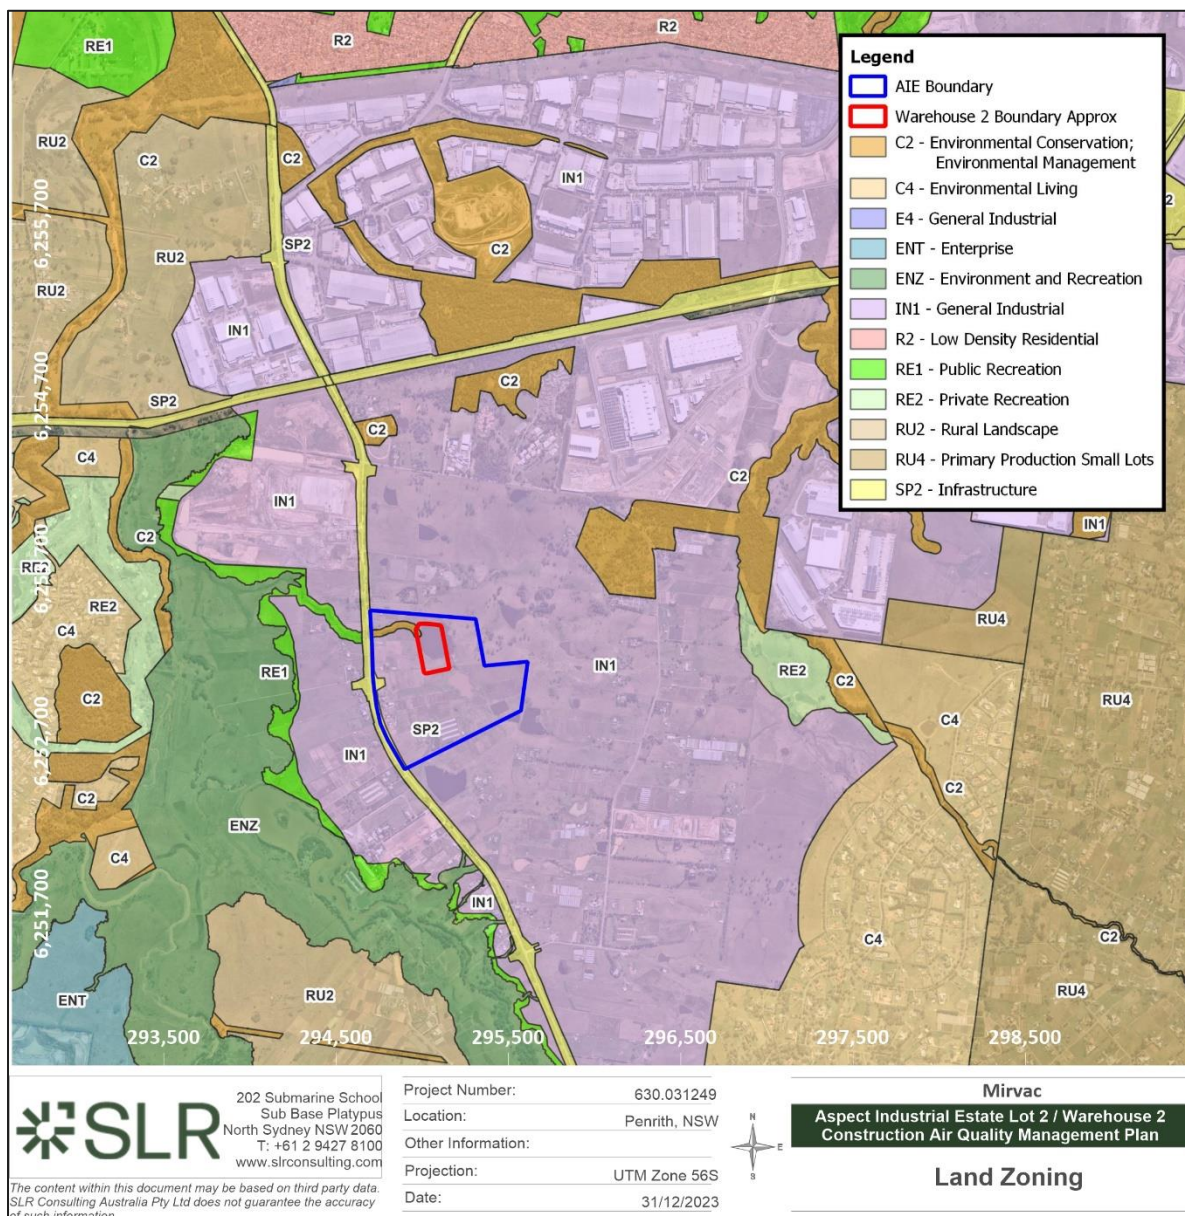 RE1
R2
R2
Legend
AIE Boundary
Warehouse 2 Boundary Approx
C2 - Environmental Conservation;
Environmental Management
C4 - Environmental Living
E4 - General Industrial
ENT - Enterprise
ENZ - Environment and Recreation
IN1 - General Industrial
R2 - Low Density Residential
RE1 - Public Recreation
RE2 - Private Recreation
RU2 - Rural Landscape
RU4 - Primary Production Small Lots
SP2 - Infrastructure
RU2
C2
C2
IN1
6,255,700
SP2
C2
RU2
RU2
IN1
6,254,700
SP2
C2
C2
C4
C2
IN1
IN1
C2
RE2
RE2
C4
RU4
RE1
IN1
RE2
C2
RU4
C2
C4
SP2
IN1
6,252,700
C2
C2
ENZ
C4
6,251,700
IN1
C4
C2
ENT
RU2
RU4
293,500
294,500
295,500
296,500
297,500
298,500
SLR
202 Submarine School
Sub Base Platypus
North Sydney NSW 2060
T: +61 2 9427 8100
www.slrconsulting.com
The content within this document may be based on third party data.
SLR Consulting Australia Pty Ltd does not guarantee the accuracy
of such information.
Project Number: 630.031249
Location: Penrith, NSW
Other Information:
Projection: UTM Zone 56S
Date: 31/12/2023
N
E
S
Mirvac
Aspect Industrial Estate Lot 2 / Warehouse 2
Construction Air Quality Management Plan
Land Zoning